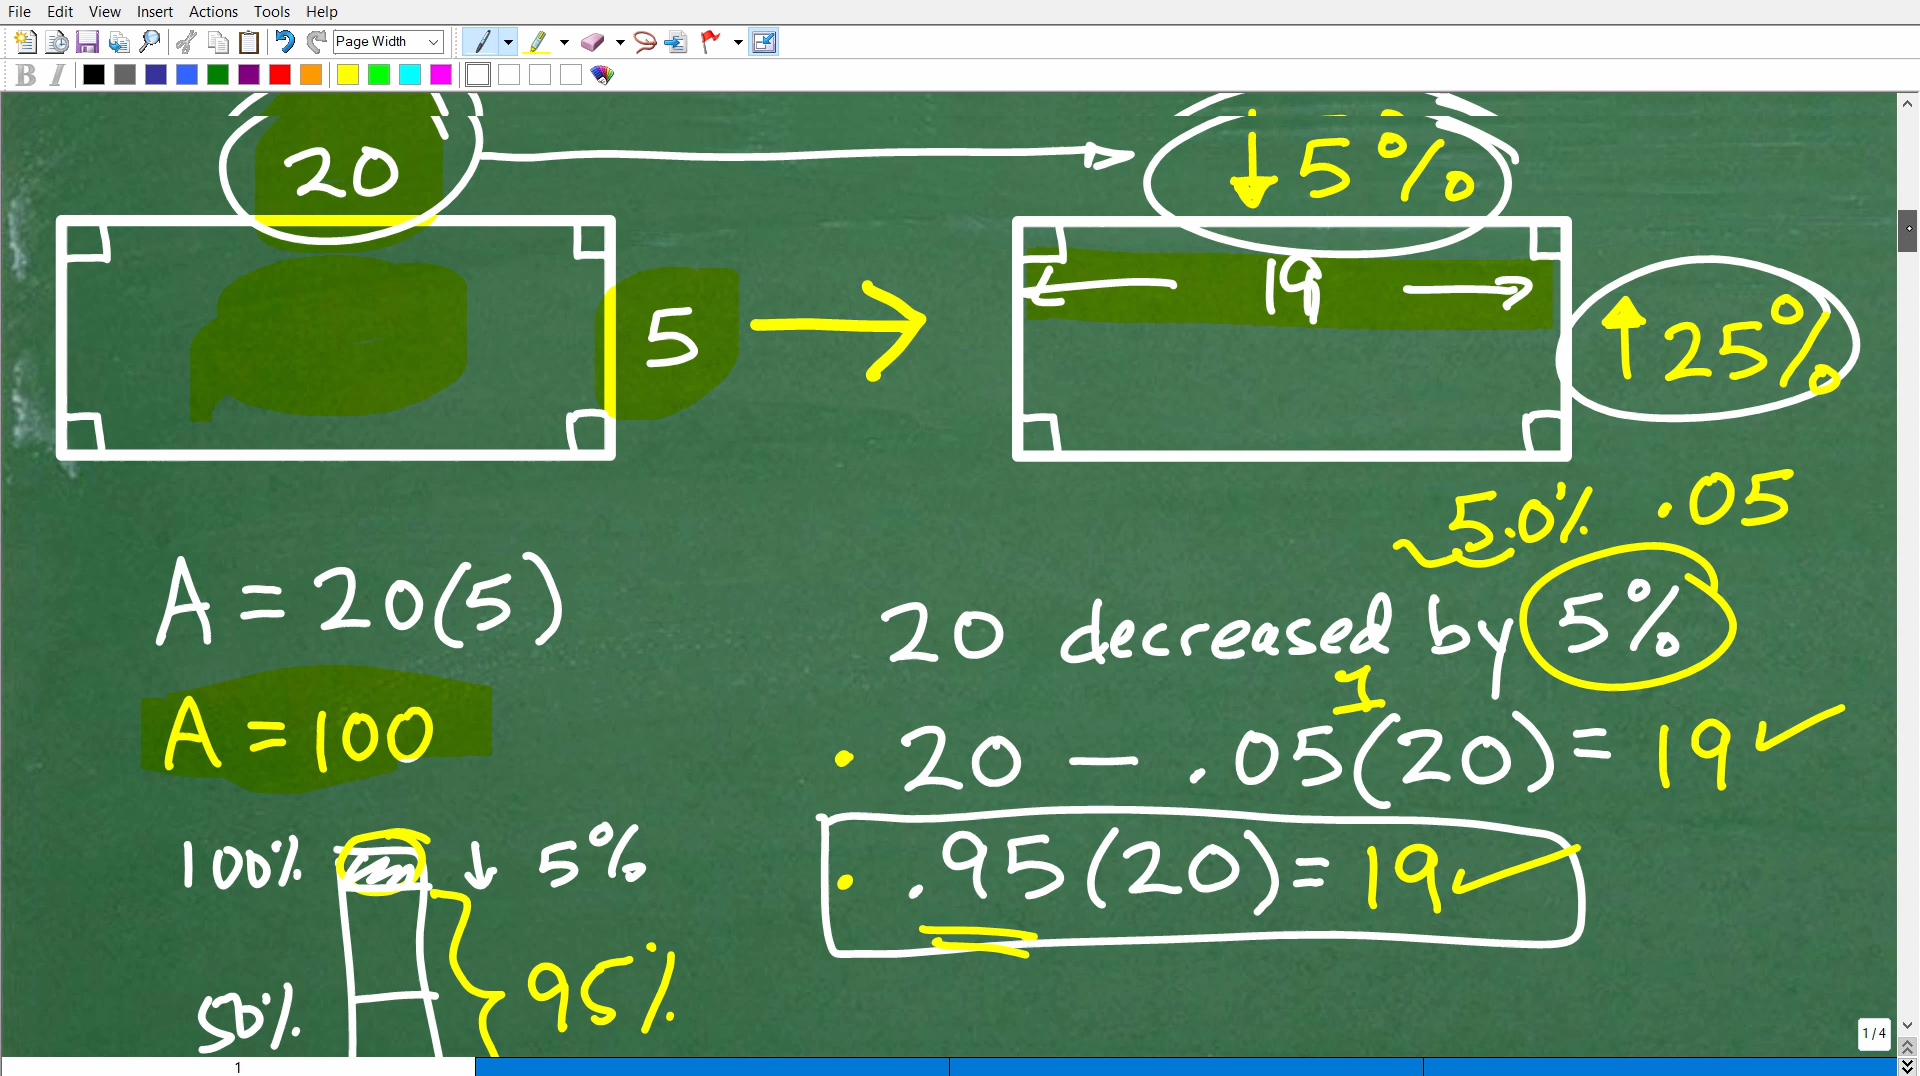 File Edit View Insert Actions Tools Help
Page Width
B I
20
↓ 5%
5
→
← 19 →
↑ 25%
5.0% .05
A = 20(5)
20 decreased by 5%
1
A = 100
• 20 – .05(20) = 19 ✓
100% ↓ 5%
• .95(20) = 19 ✓
95%
50%
1 / 4
1